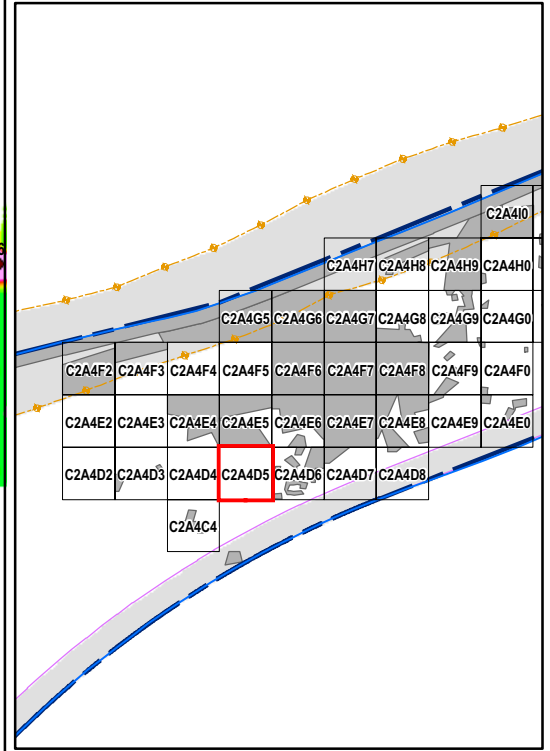 C2A4I0
C2A4H7 C2A4H8 C2A4H9 C2A4H0
C2A4G5 C2A4G6 C2A4G7 C2A4G8 C2A4G9 C2A4G0
C2A4F2 C2A4F3 C2A4F4 C2A4F5 C2A4F6 C2A4F7 C2A4F8 C2A4F9 C2A4F0
C2A4E2 C2A4E3 C2A4E4 C2A4E5 C2A4E6 C2A4E7 C2A4E8 C2A4E9 C2A4E0
C2A4D2 C2A4D3 C2A4D4 C2A4D5 C2A4D6 C2A4D7 C2A4D8
C2A4C4